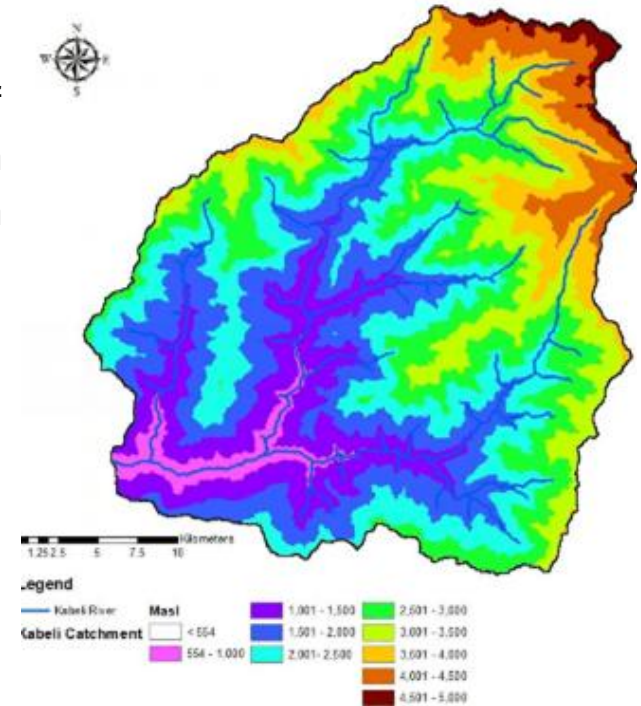 N
W E
S
1.25 2.5 5 7.5 10
Kilometers
Legend
Kabeli River
Kabeli Catchment
Masl
< 554
554 - 1.000
1,001 - 1,500
1,501 - 2,000
2,001 - 2,500
2,501 - 3,000
3,001 - 3,500
3,501 - 4,000
4,001 - 4,500
4,501 - 5,000